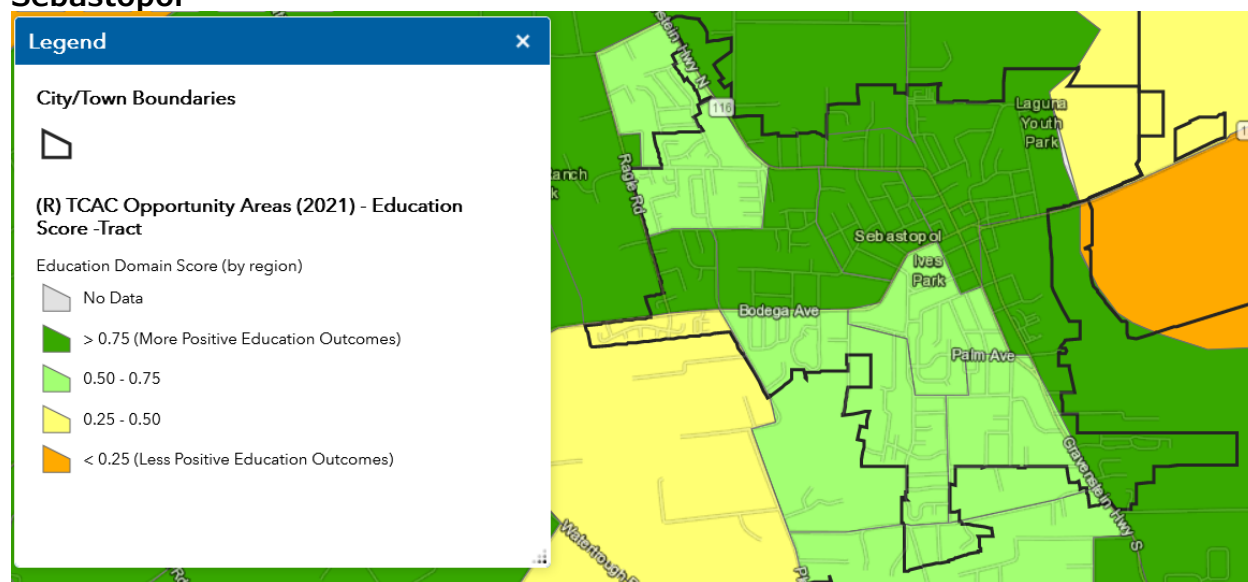 Sebastopol
Legend
City/Town Boundaries
(R) TCAC Opportunity Areas (2021) - Education
Score -Tract
Education Domain Score (by region)
No Data
> 0.75 (More Positive Education Outcomes)
0.50 - 0.75
0.25 - 0.50
< 0.25 (Less Positive Education Outcomes)
Hwy N
116
Laguna
Youth
Park
Ragle Rd
Sebastopol
Ives
Park
Bodega Ave
Palm Ave
Gravenstein Hwy S
Rd